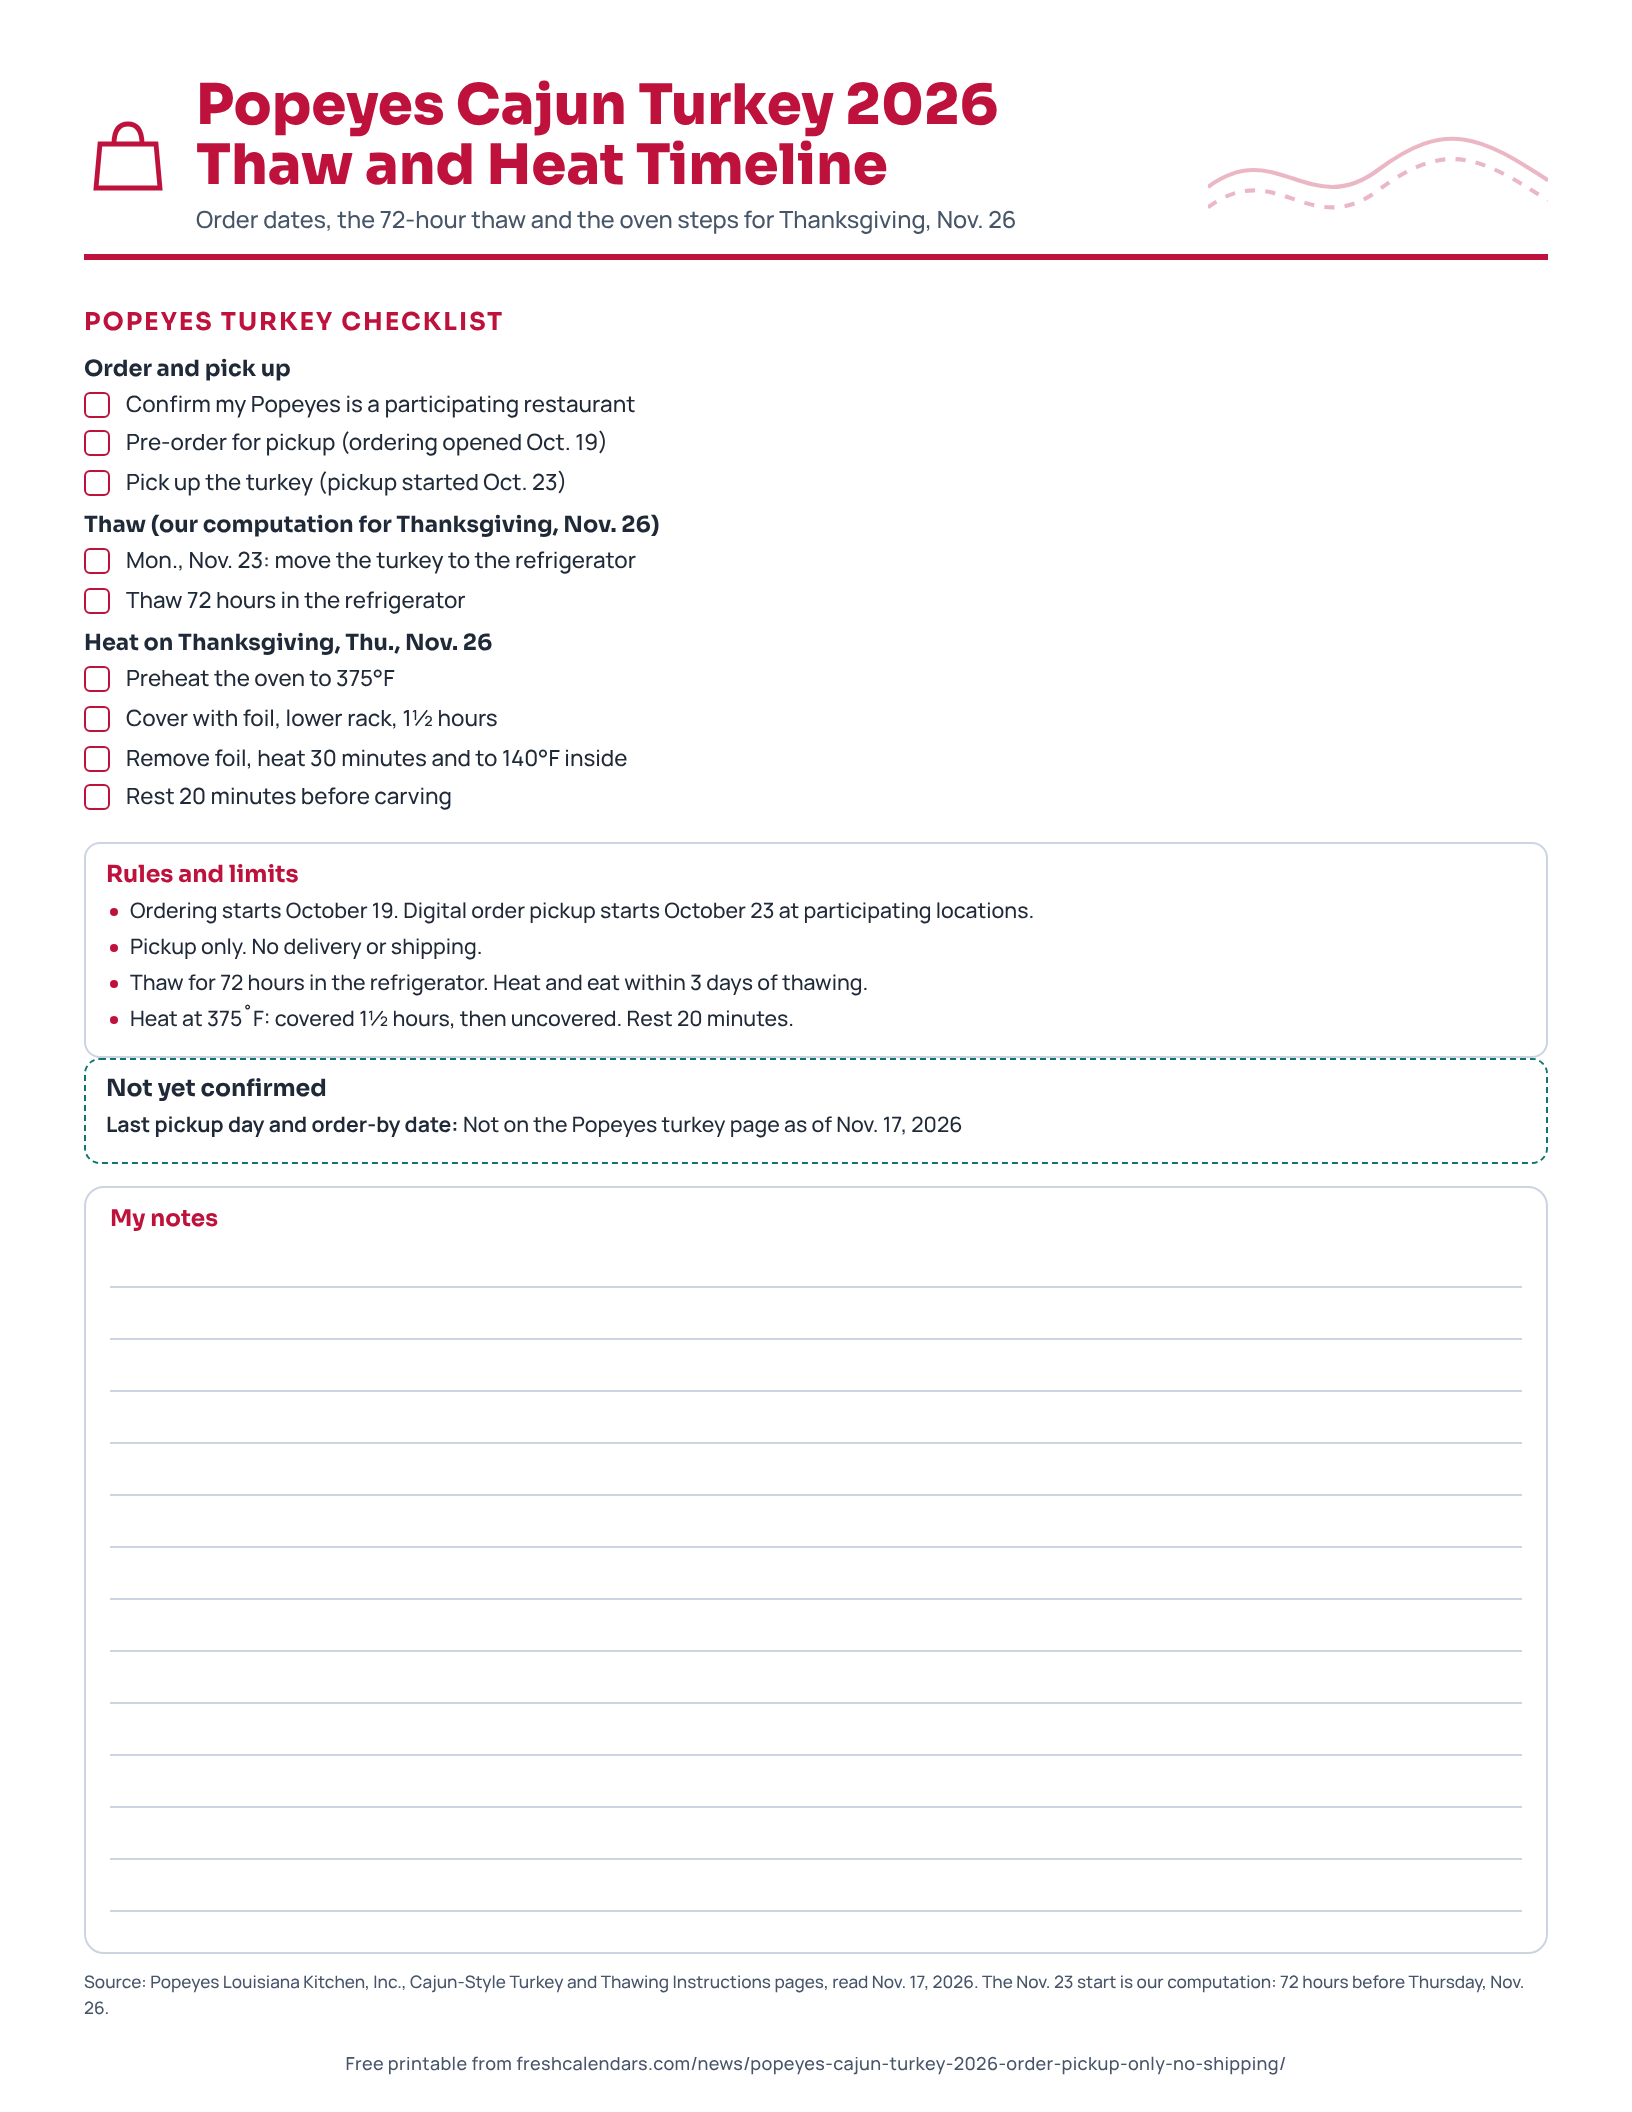 Popeyes Cajun Turkey 2026
Thaw and Heat Timeline
Order dates, the 72-hour thaw and the oven steps for Thanksgiving, Nov. 26
POPEYES TURKEY CHECKLIST
Order and pick up
Confirm my Popeyes is a participating restaurant
Pre-order for pickup (ordering opened Oct. 19)
Pick up the turkey (pickup started Oct. 23)
Thaw (our computation for Thanksgiving, Nov. 26)
Mon., Nov. 23: move the turkey to the refrigerator
Thaw 72 hours in the refrigerator
Heat on Thanksgiving, Thu., Nov. 26
Preheat the oven to 375°F
Cover with foil, lower rack, 1½ hours
Remove foil, heat 30 minutes and to 140°F inside
Rest 20 minutes before carving
Rules and limits
• Ordering starts October 19. Digital order pickup starts October 23 at participating locations.
• Pickup only. No delivery or shipping.
• Thaw for 72 hours in the refrigerator. Heat and eat within 3 days of thawing.
• Heat at 375˚F: covered 1½ hours, then uncovered. Rest 20 minutes.
Not yet confirmed
Last pickup day and order-by date: Not on the Popeyes turkey page as of Nov. 17, 2026
My notes
Source: Popeyes Louisiana Kitchen, Inc., Cajun-Style Turkey and Thawing Instructions pages, read Nov. 17, 2026. The Nov. 23 start is our computation: 72 hours before Thursday, Nov.
26.
Free printable from freshcalendars.com/news/popeyes-cajun-turkey-2026-order-pickup-only-no-shipping/